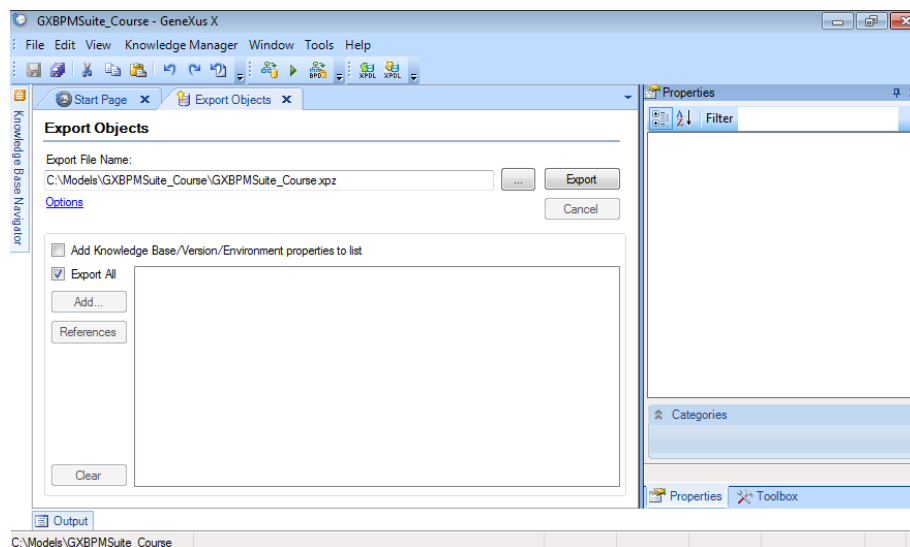 GXBPMSuite_Course - GeneXus X
File Edit View Knowledge Manager Window Tools Help
BPD XPDL XPDL
Start Page Export Objects
Properties
Filter
Knowledge Base Navigator
Export Objects
Export File Name:
C:\Models\GXBPMSuite_Course\GXBPMSuite_Course.xpz ... Export
Options
Cancel
Add Knowledge Base/Version/Environment properties to list
Export All
Add...
References
Clear
Categories
Properties Toolbox
Output
C:\Models\GXBPMSuite_Course